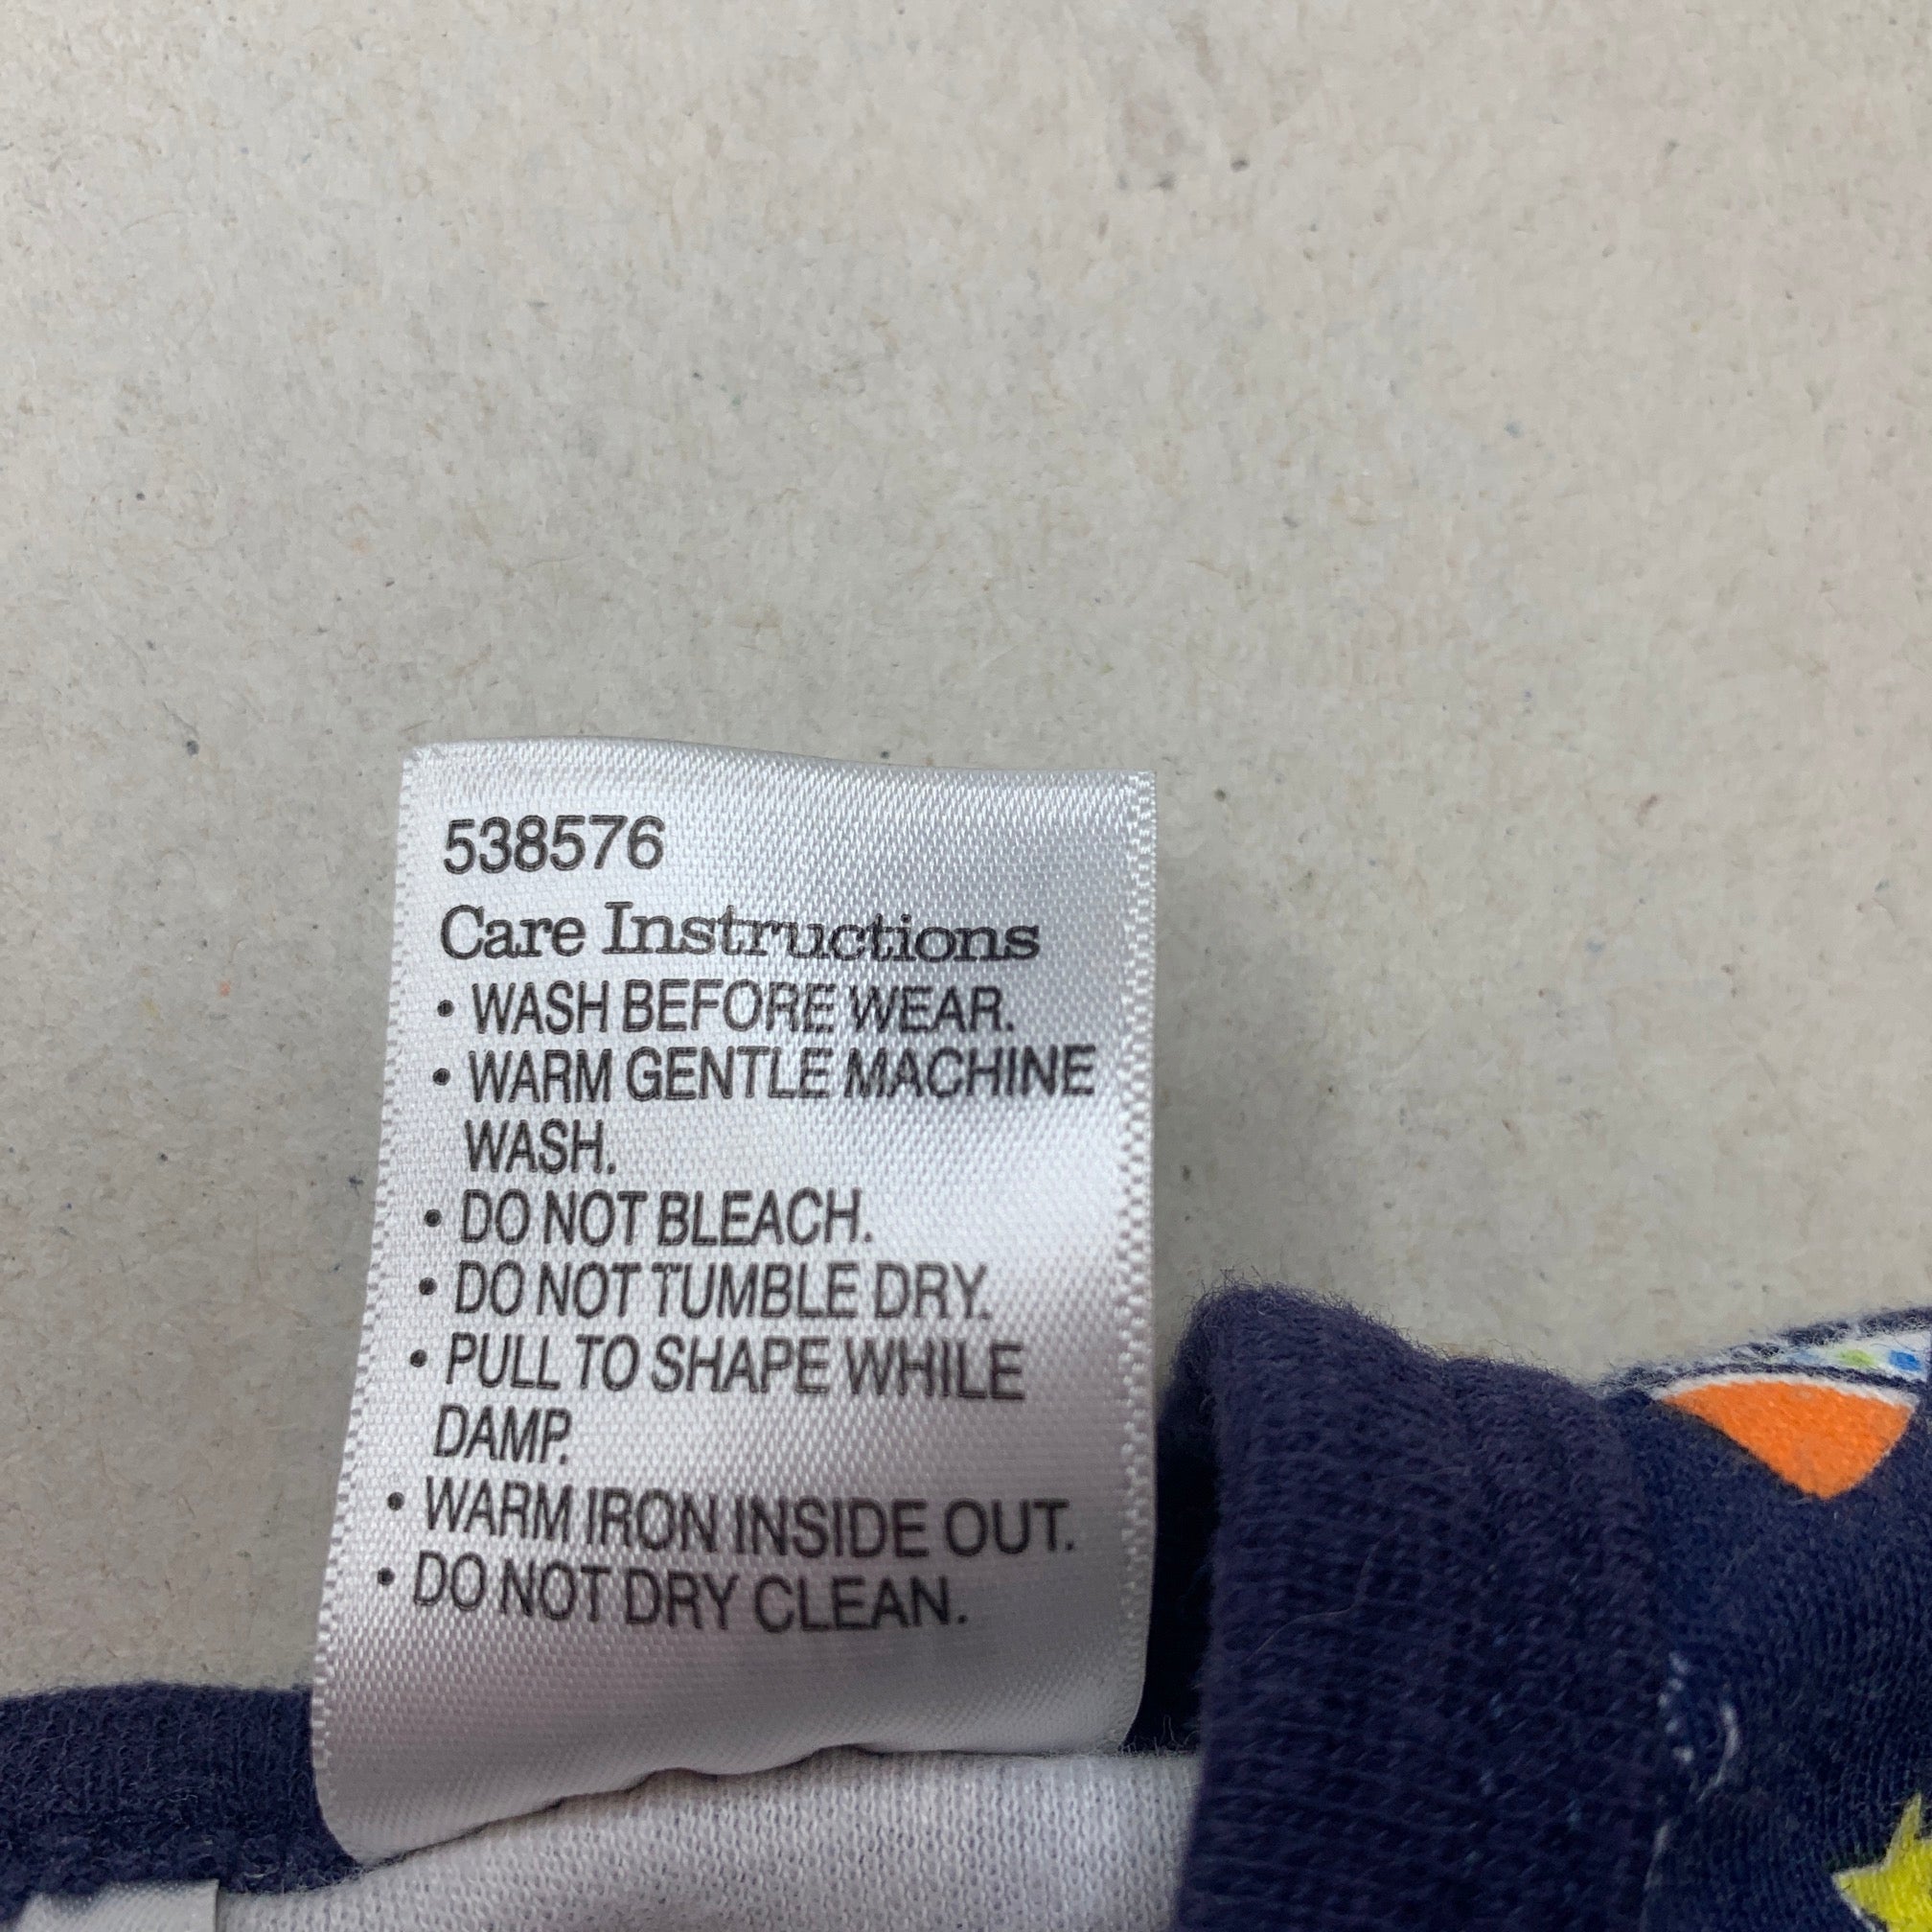 538576
Care Instructions
• WASH BEFORE WEAR.
• WARM GENTLE MACHINE
WASH.
• DO NOT BLEACH.
• DO NOT TUMBLE DRY.
• PULL TO SHAPE WHILE
DAMP.
• WARM IRON INSIDE OUT.
• DO NOT DRY CLEAN.